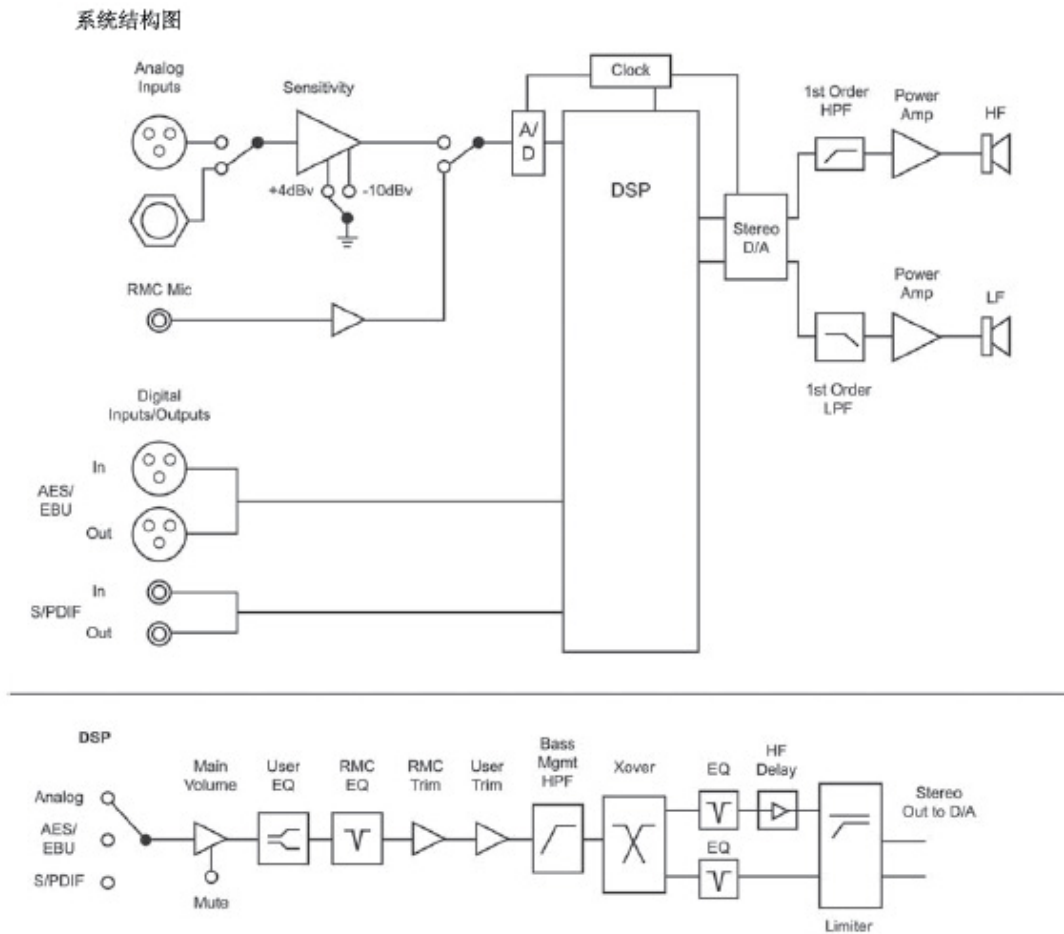 系统结构图
Analog
Inputs
Sensitivity
+4dBv
-10dBv
RMC Mic
A/
D
Clock
DSP
Stereo
D/A
1st Order
HPF
Power
Amp
HF
Power
Amp
LF
1st Order
LPF
Digital
Inputs/Outputs
In
AES/
EBU
Out
In
S/PDIF
Out
DSP
Analog
AES/
EBU
S/PDIF
Main
Volume
Mute
User
EQ
RMC
EQ
RMC
Trim
User
Trim
Bass
Mgmt
HPF
Xover
EQ
HF
Delay
EQ
Stereo
Out to D/A
Limiter